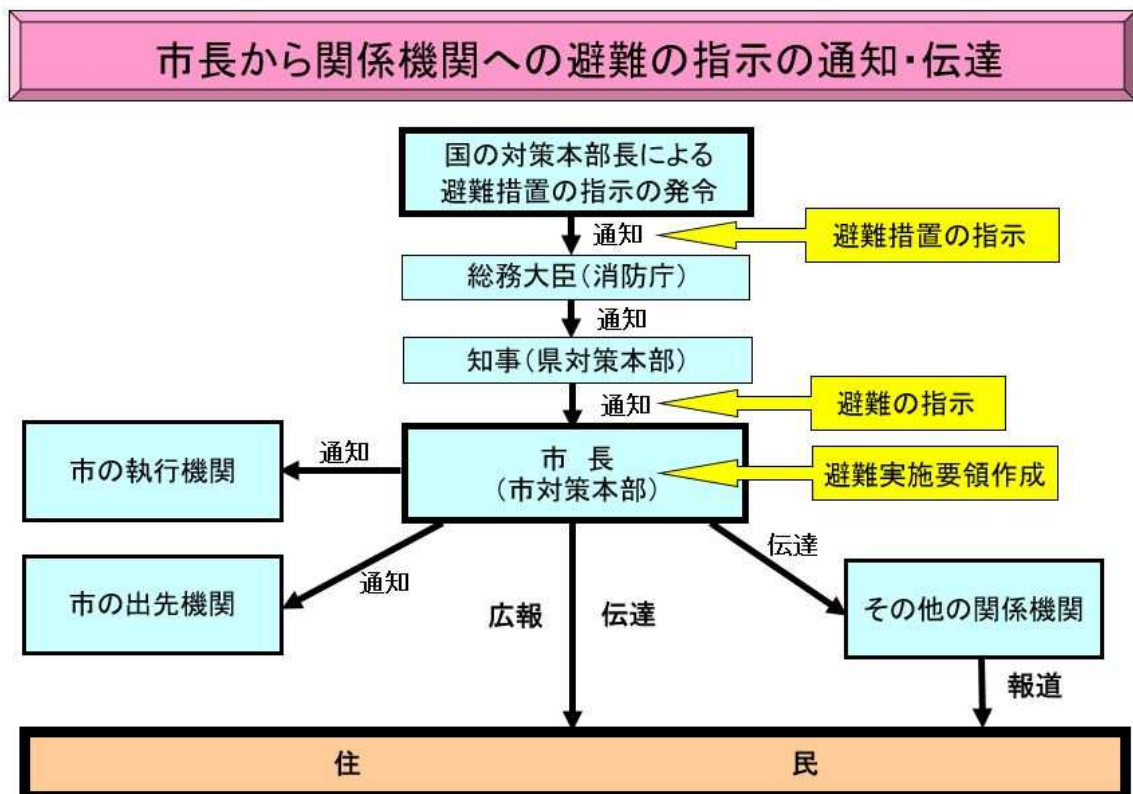 市長から関係機関への避難の指示の通知・伝達
国の対策本部長による
避難措置の指示の発令
通知
避難措置の指示
総務大臣(消防庁)
通知
知事(県対策本部)
通知
避難の指示
市の執行機関
通知
市 長
(市対策本部)
避難実施要領作成
市の出先機関
通知
広報
伝達
伝達
その他の関係機関
報道
住 民